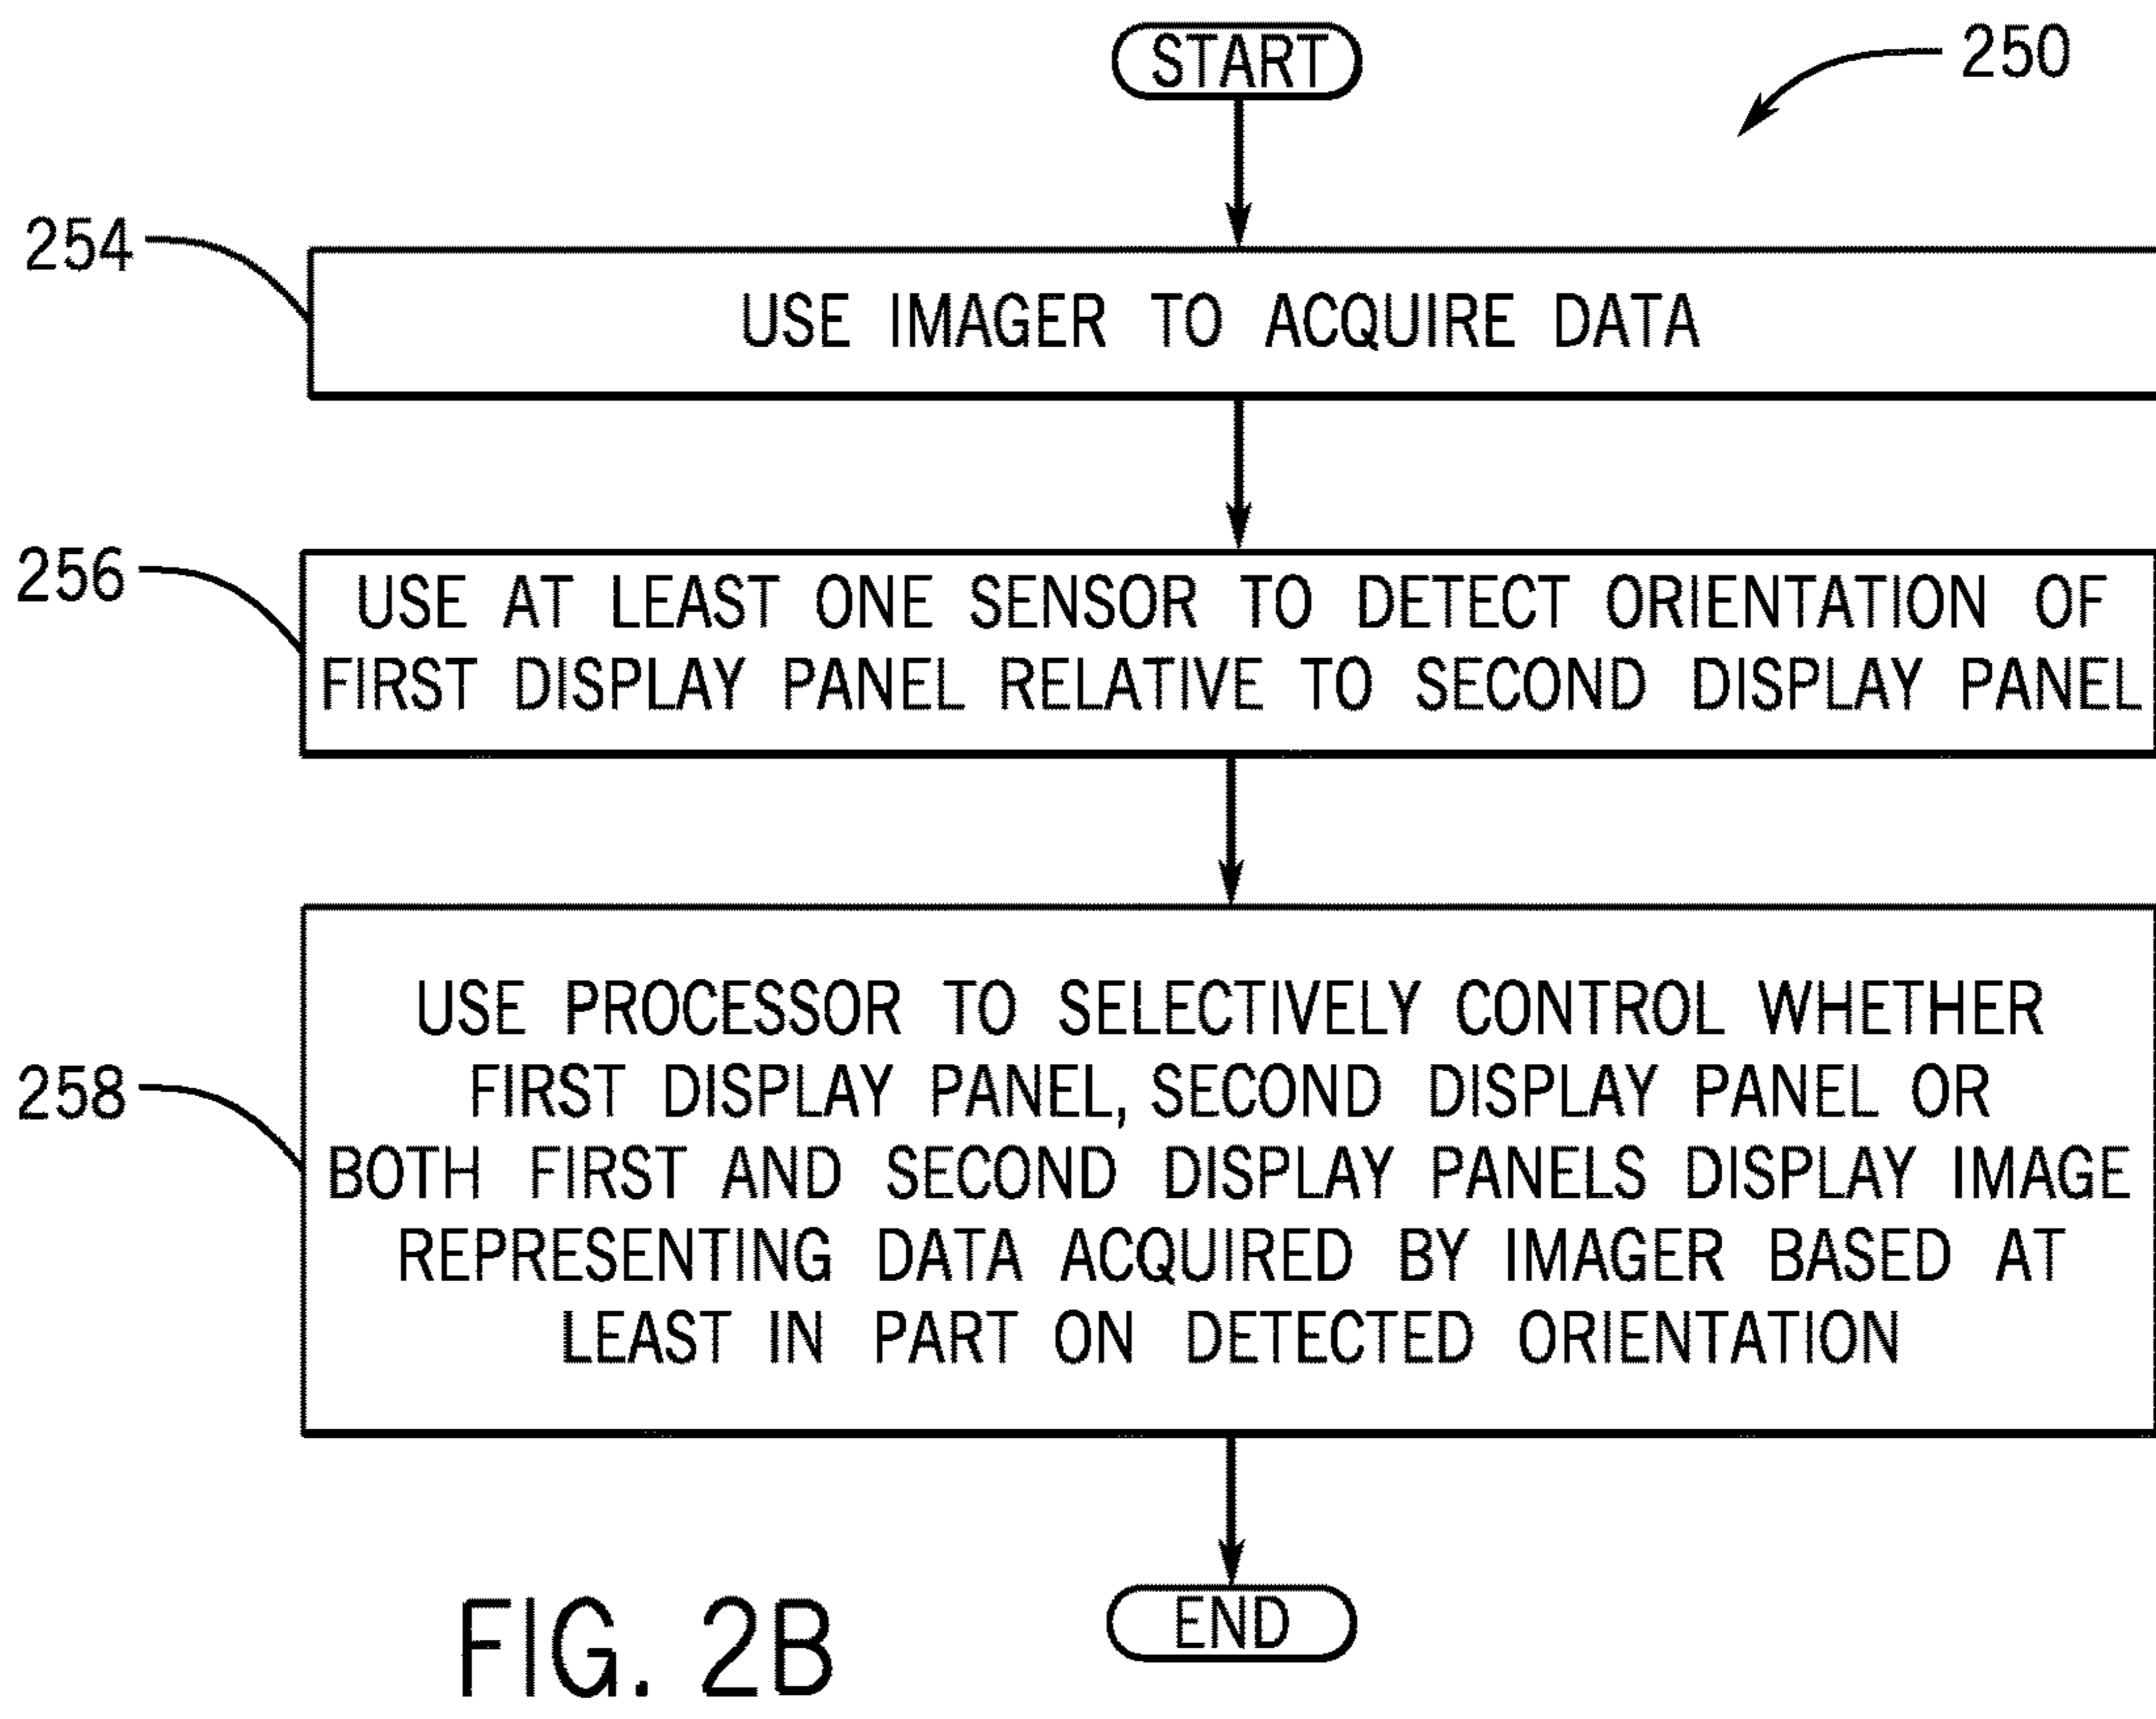 START
250
254
USE IMAGER TO ACQUIRE DATA
256
USE AT LEAST ONE SENSOR TO DETECT ORIENTATION OF
FIRST DISPLAY PANEL RELATIVE TO SECOND DISPLAY PANEL
258
USE PROCESSOR TO SELECTIVELY CONTROL WHETHER
FIRST DISPLAY PANEL, SECOND DISPLAY PANEL OR
BOTH FIRST AND SECOND DISPLAY PANELS DISPLAY IMAGE
REPRESENTING DATA ACQUIRED BY IMAGER BASED AT
LEAST IN PART ON DETECTED ORIENTATION
END
FIG. 2B